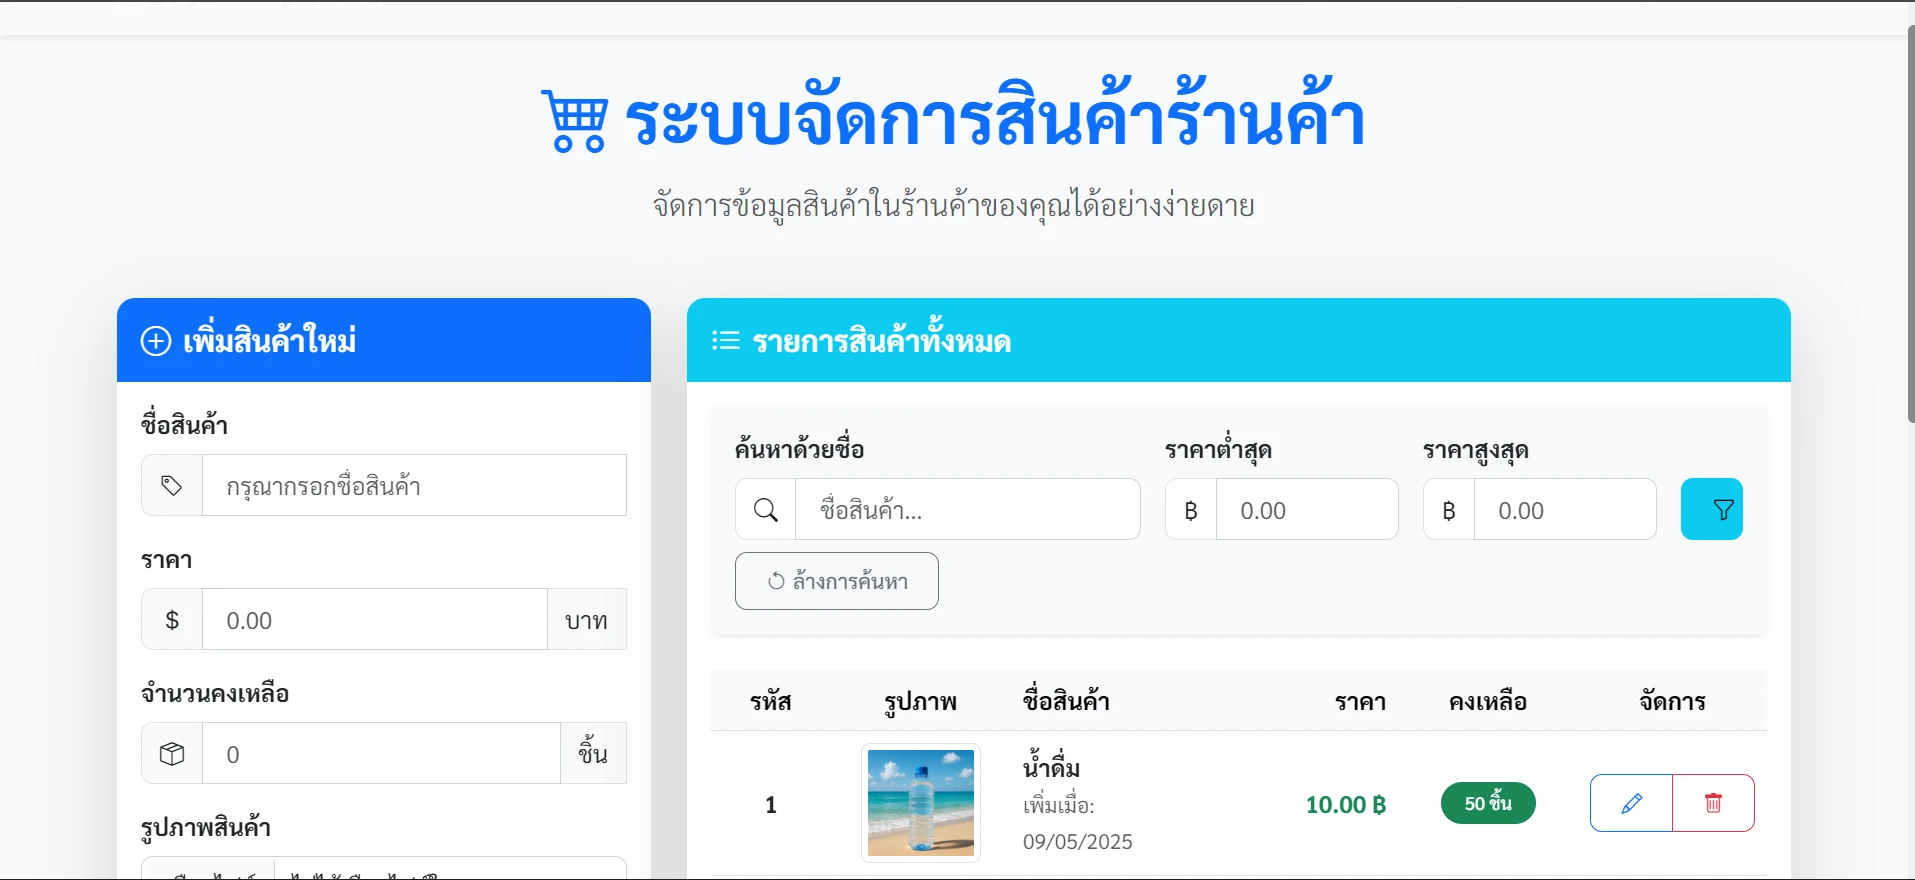 ระบบจัดการสินค้าร้านค้า
จัดการข้อมูลสินค้าในร้านค้าของคุณได้อย่างง่ายดาย
เพิ่มสินค้าใหม่
ชื่อสินค้า
กรุณากรอกชื่อสินค้า
ราคา
$ 0.00 บาท
จำนวนคงเหลือ
0 ชิ้น
รูปภาพสินค้า
รายการสินค้าทั้งหมด
ค้นหาด้วยชื่อ ราคาต่ำสุด ราคาสูงสุด
ชื่อสินค้า... ฿ 0.00 ฿ 0.00
ล้างการค้นหา
รหัส รูปภาพ ชื่อสินค้า ราคา คงเหลือ จัดการ
น้ำดื่ม
เพิ่มเมื่อ:
1 10.00 ฿ 50 ชิ้น
09/05/2025